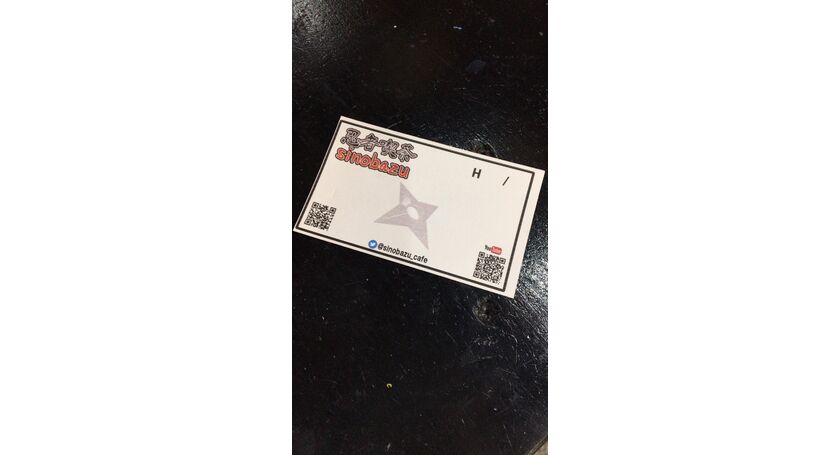 忍者喫茶
sinobazu
H /
@sinobazu_cafe
YouTube